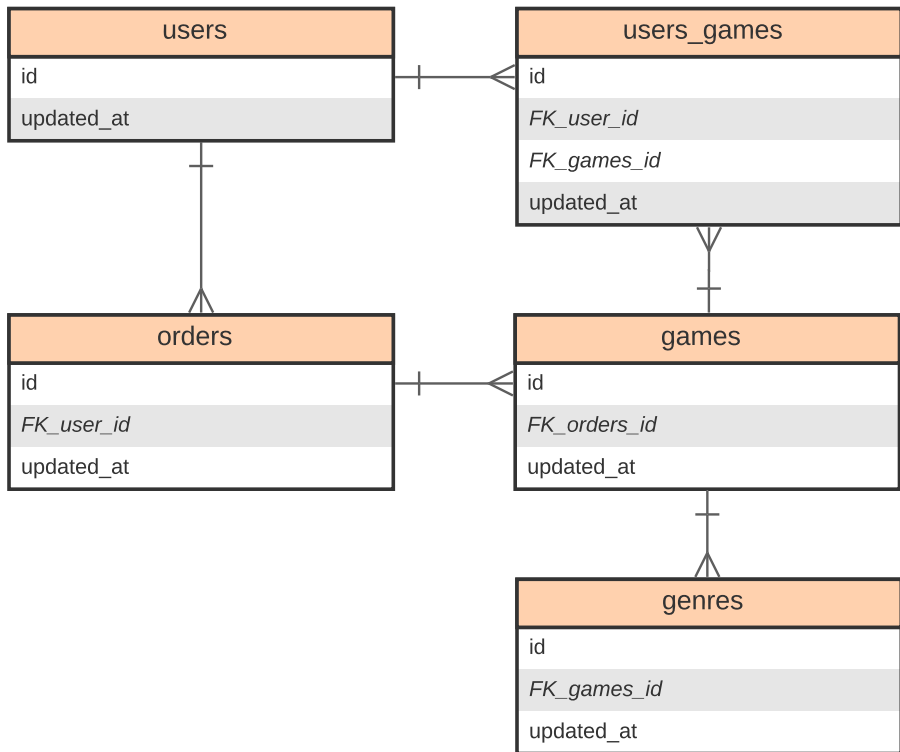 users
id
updated_at
users_games
id
FK_user_id
FK_games_id
updated_at
orders
id
FK_user_id
updated_at
games
id
FK_orders_id
updated_at
genres
id
FK_games_id
updated_at